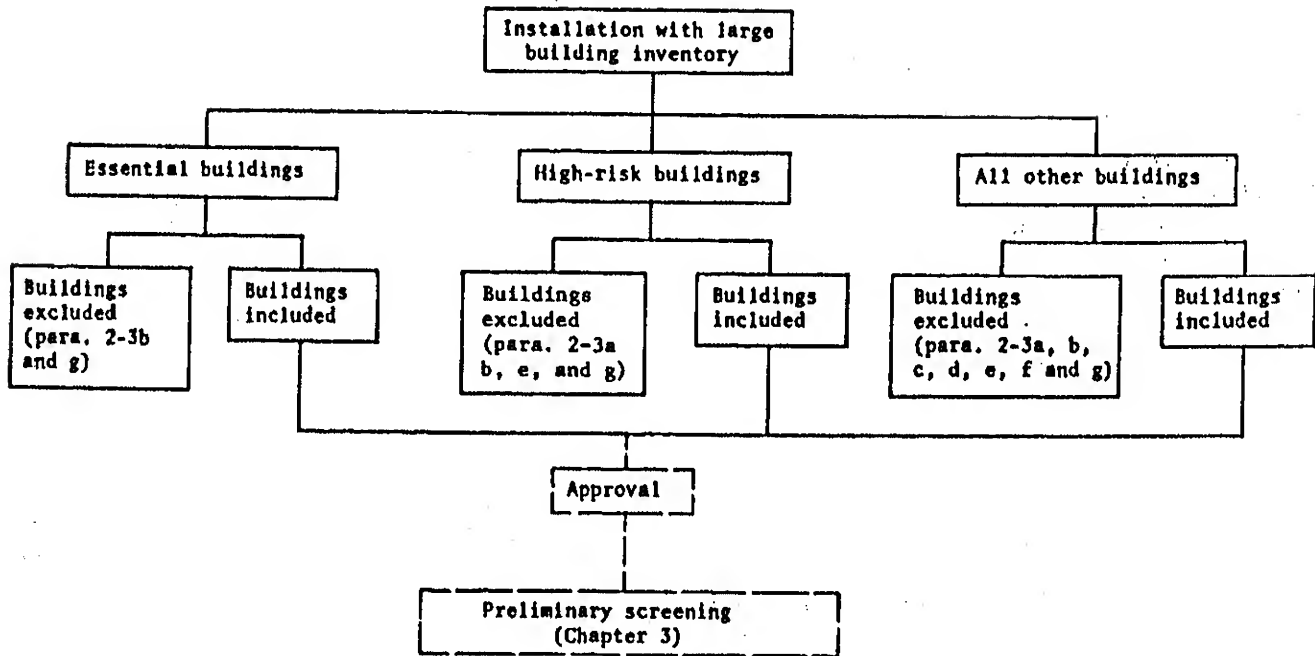 Installation with large
building inventory
Essential buildings
High-risk buildings
All other buildings
Buildings
excluded
(para. 2-3b
and g)
Buildings
included
Buildings
excluded
(para. 2-3a
b, e, and g)
Buildings
included
Buildings
excluded
(para. 2-3a, b,
c, d, e, f and g)
Buildings
included
Approval
Preliminary screening
(Chapter 3)